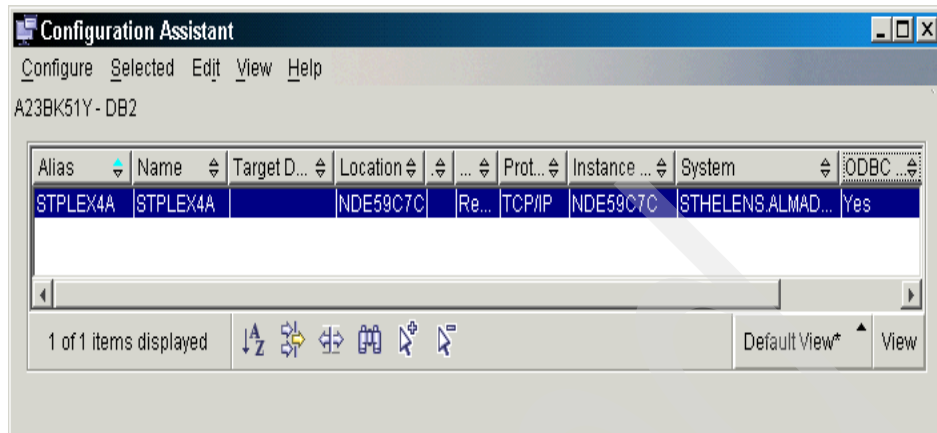 Configuration Assistant
Configure Selected Edit View Help
A23BK51Y - DB2
Alias Name Target D... Location . ... Prot... Instance ... System ODBC ...
STPLEX4A STPLEX4A NDE59C7C Re... TCP/IP NDE59C7C STHELENS.ALMAD... Yes
1 of 1 items displayed Default View* View